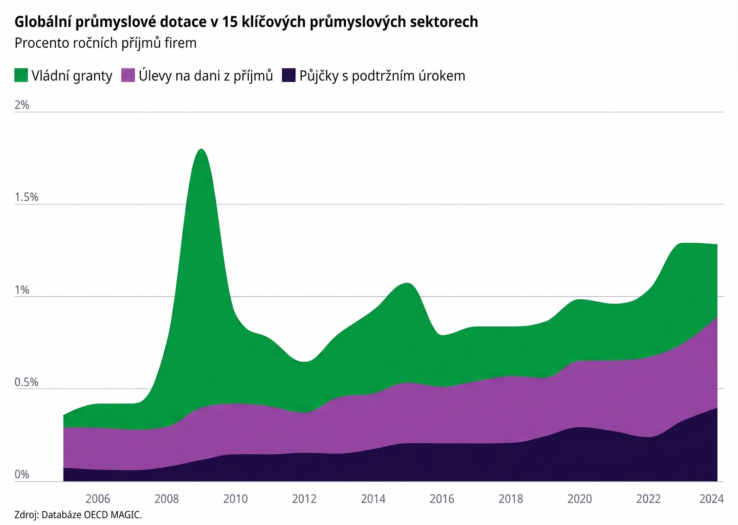 Globální průmyslové dotace v 15 klíčových průmyslových sektorech
Procento ročních příjmů firem
Vládní granty Úlevy na dani z příjmů Půjčky s podtržním úrokem
2%
1.5%
1%
0.5%
0%
2006 2008 2010 2012 2014 2016 2018 2020 2022 2024
Zdroj: Databáze OECD MAGIC.